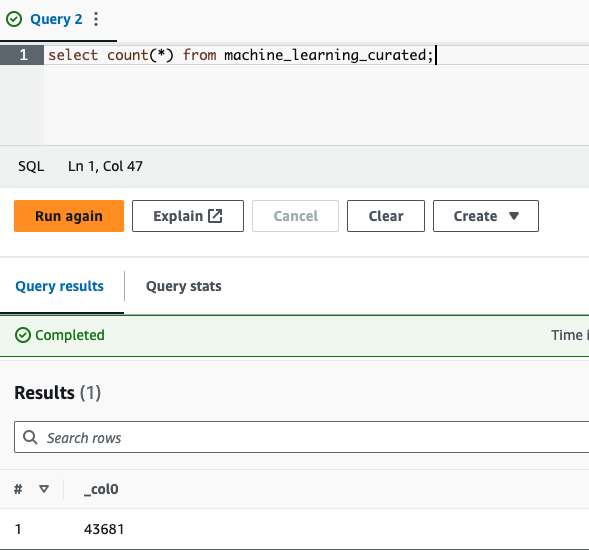 Query 2
1 select count(*) from machine_learning_curated;
SQL Ln 1, Col 47
Run again Explain Cancel Clear Create
Query results Query stats
Completed Time i
Results (1)
Search rows
# _col0
1 43681